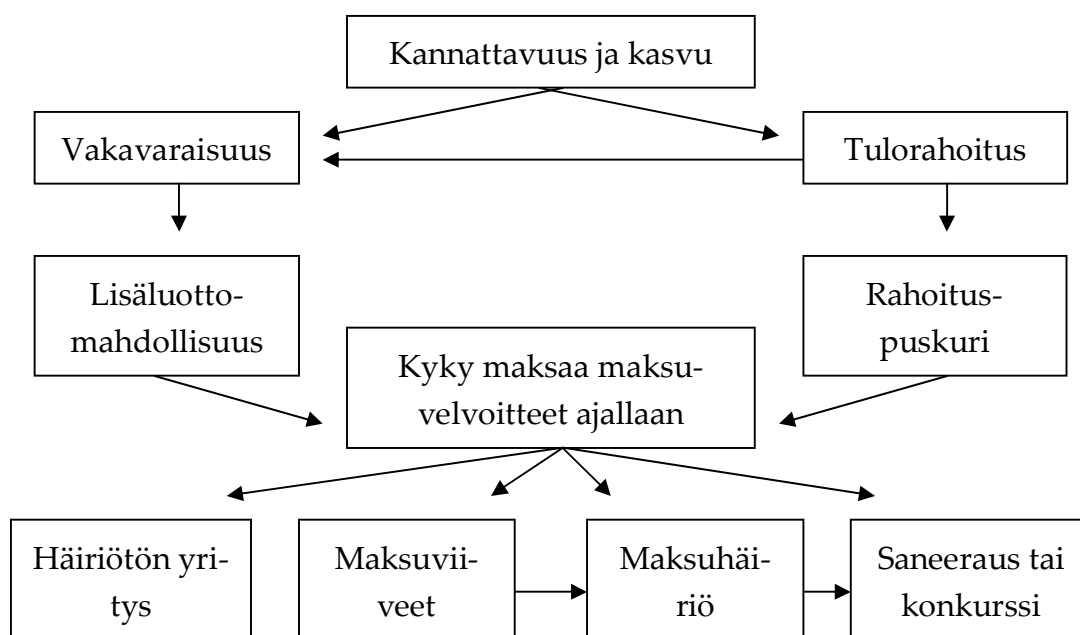 Kannattavuus ja kasvu
Vakavaraisuus
Tulorahoitus
Lisäluotto-
mahdollisuus
Rahoitus-
puskuri
Kyky maksaa maksu-
velvoitteet ajallaan
Häiriötön yri-
tys
Maksuvii-
veet
Maksuhäi-
riö
Saneeraus tai
konkurssi